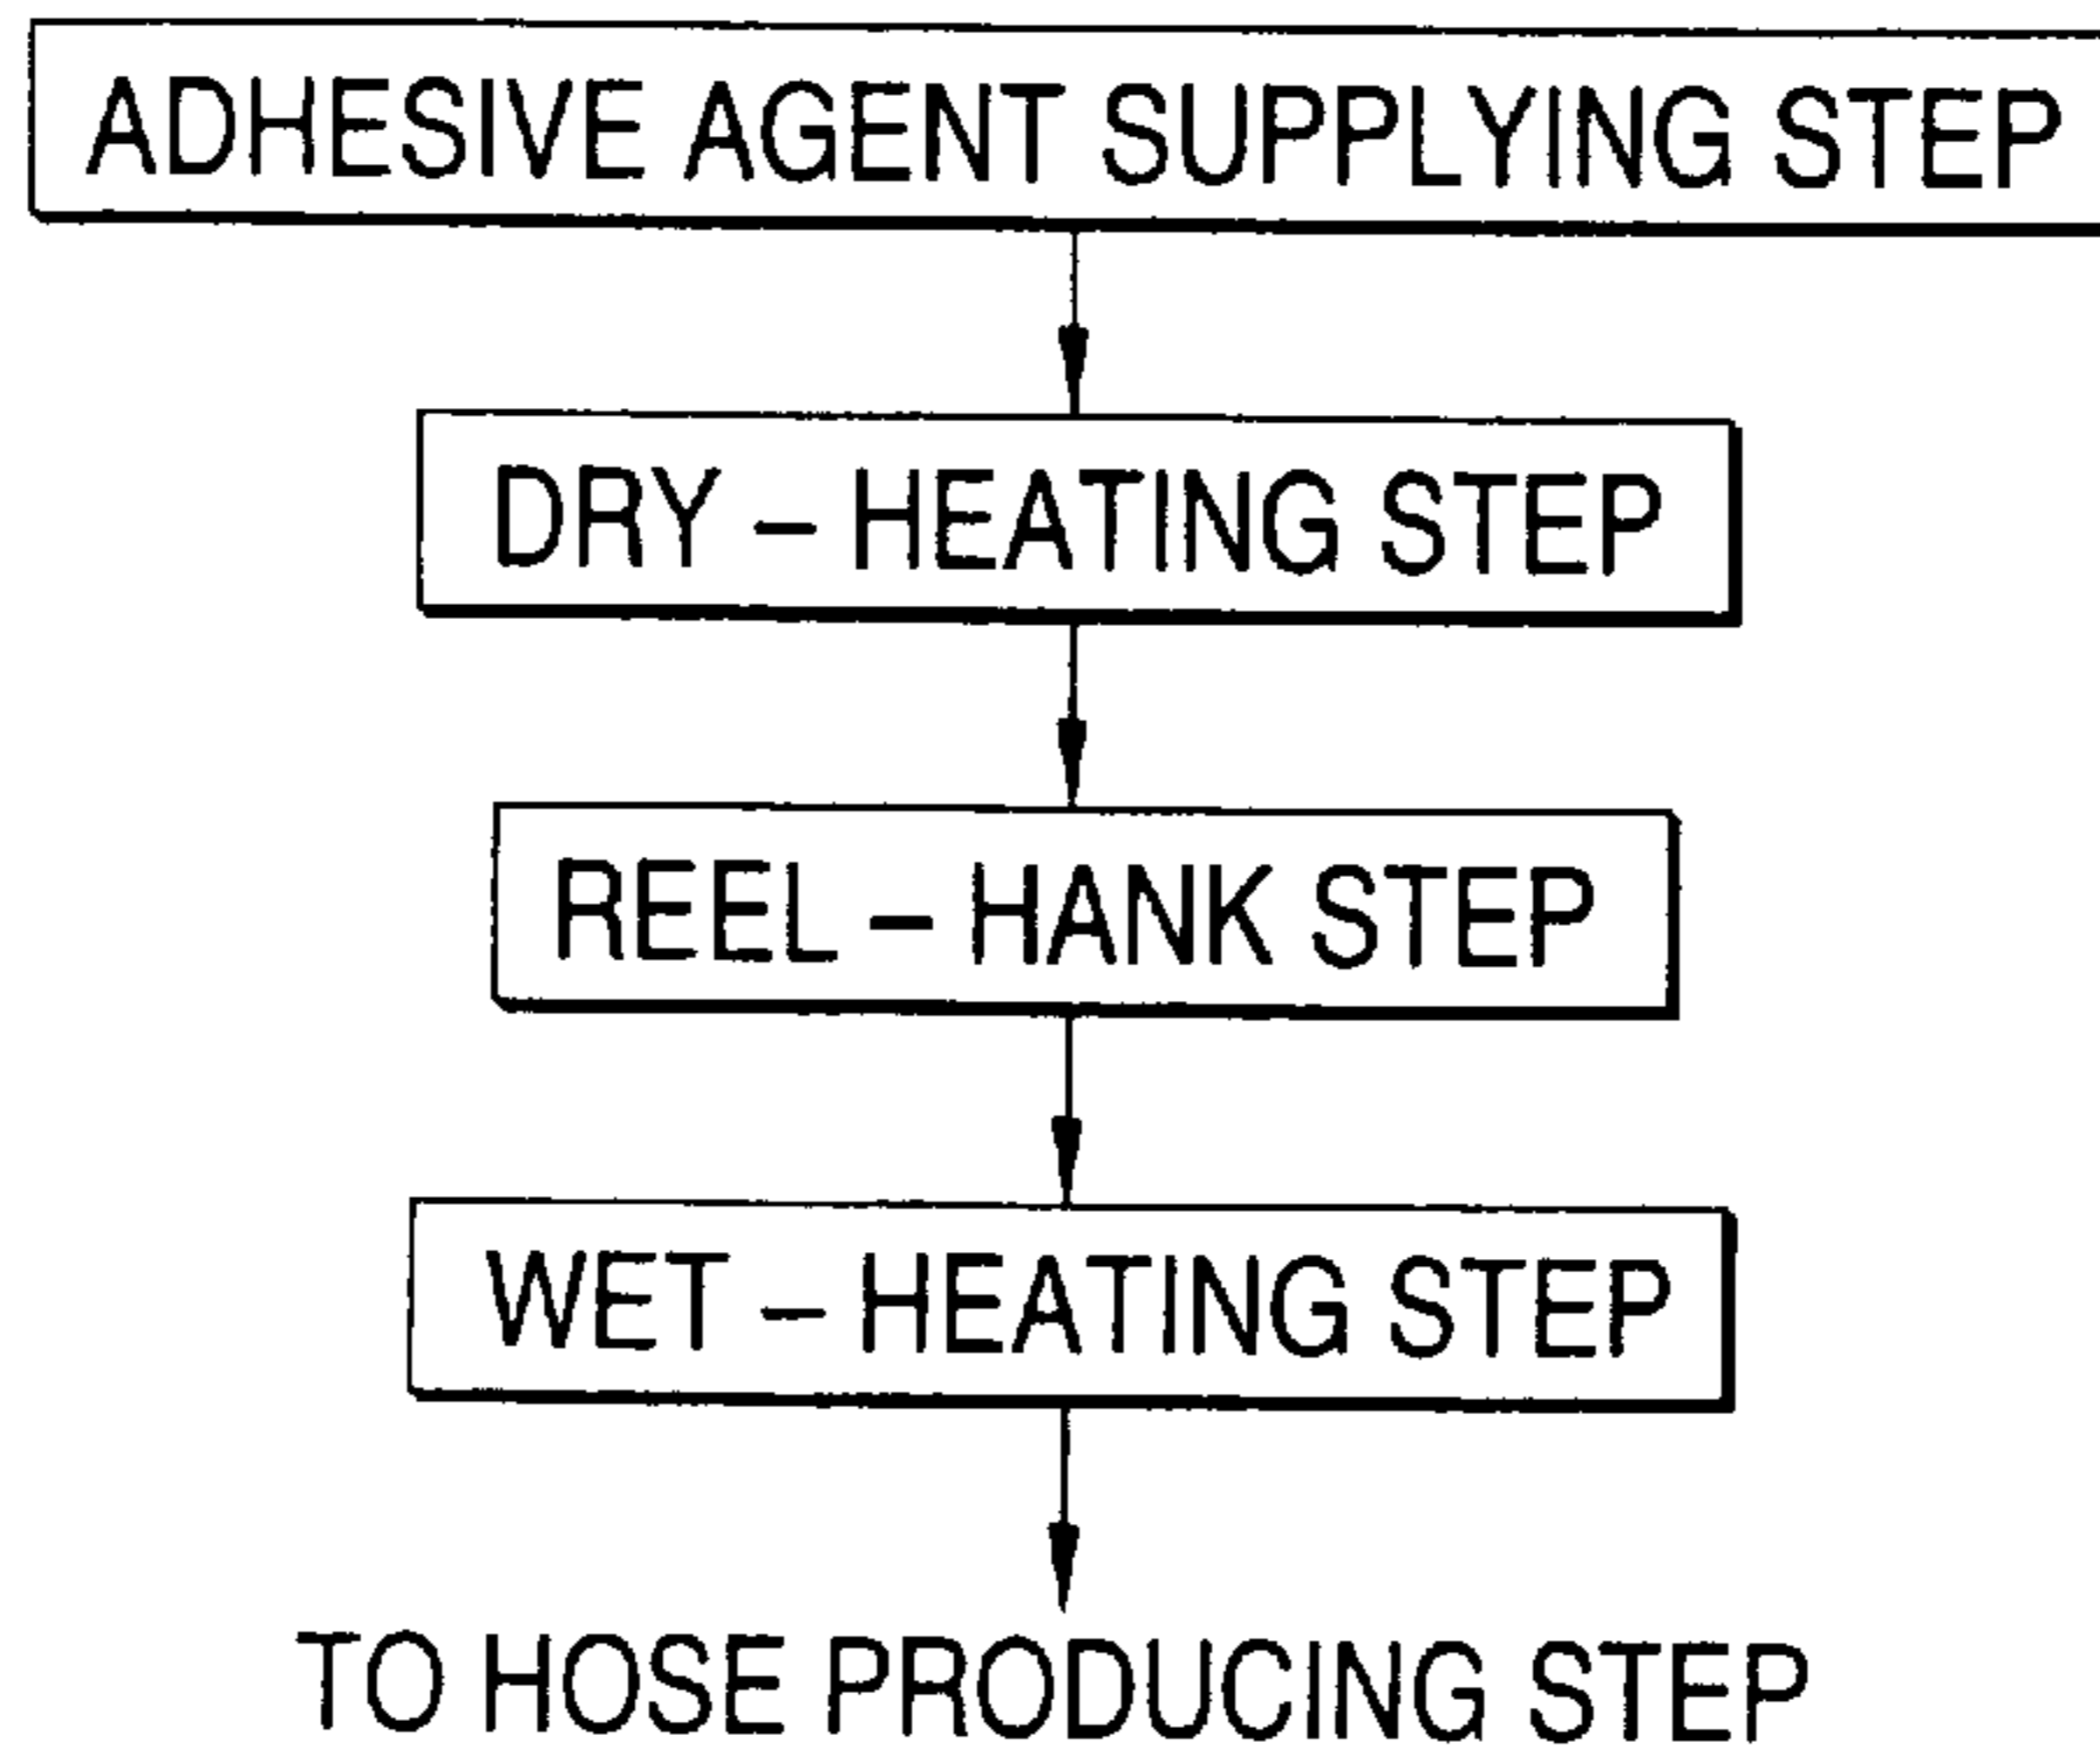 ADHESIVE AGENT SUPPLYING STEP
DRY – HEATING STEP
REEL – HANK STEP
WET – HEATING STEP
TO HOSE PRODUCING STEP